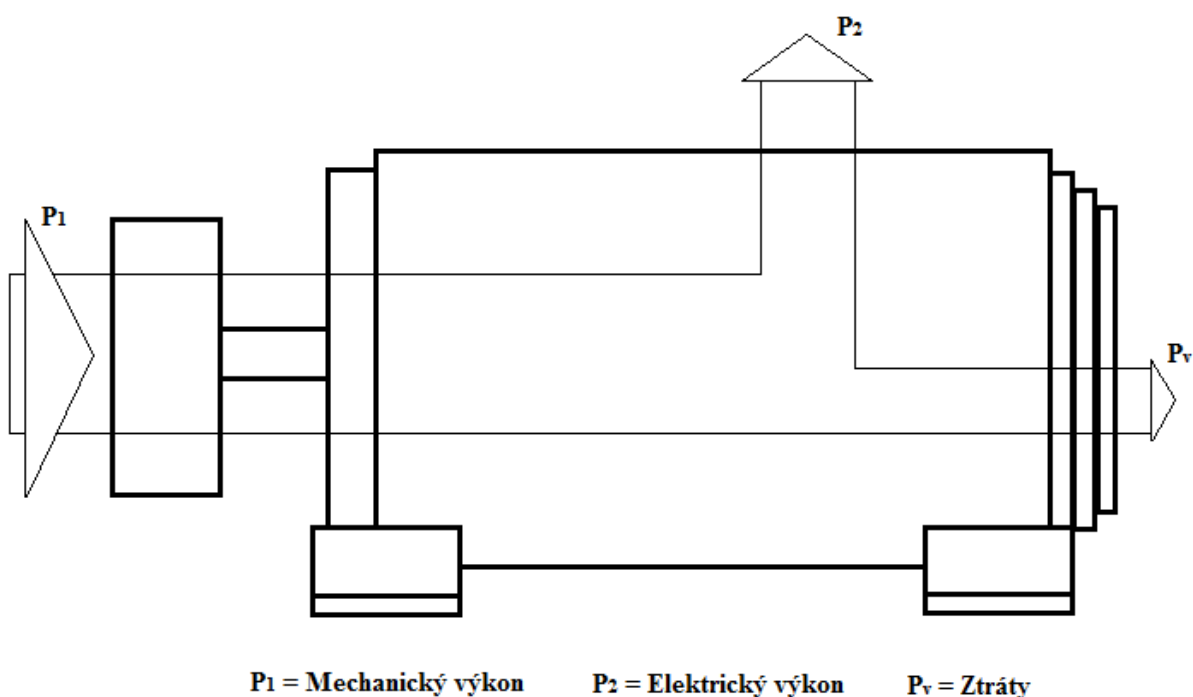 P2
P1
Pv
P1 = Mechanický výkon P2 = Elektrický výkon Pv = Ztráty